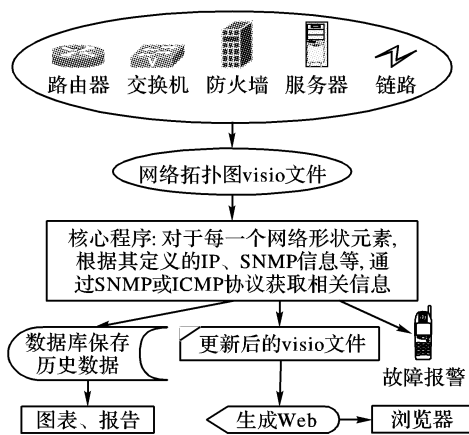 路由器 交换机 防火墙 服务器 链路
网络拓扑图visio文件
核心程序: 对于每一个网络形状元素,
根据其定义的IP、SNMP信息等, 通
过SNMP或ICMP协议获取相关信息
数据库保存
历史数据
更新后的visio文件
故障报警
图表、报告
生成Web
浏览器